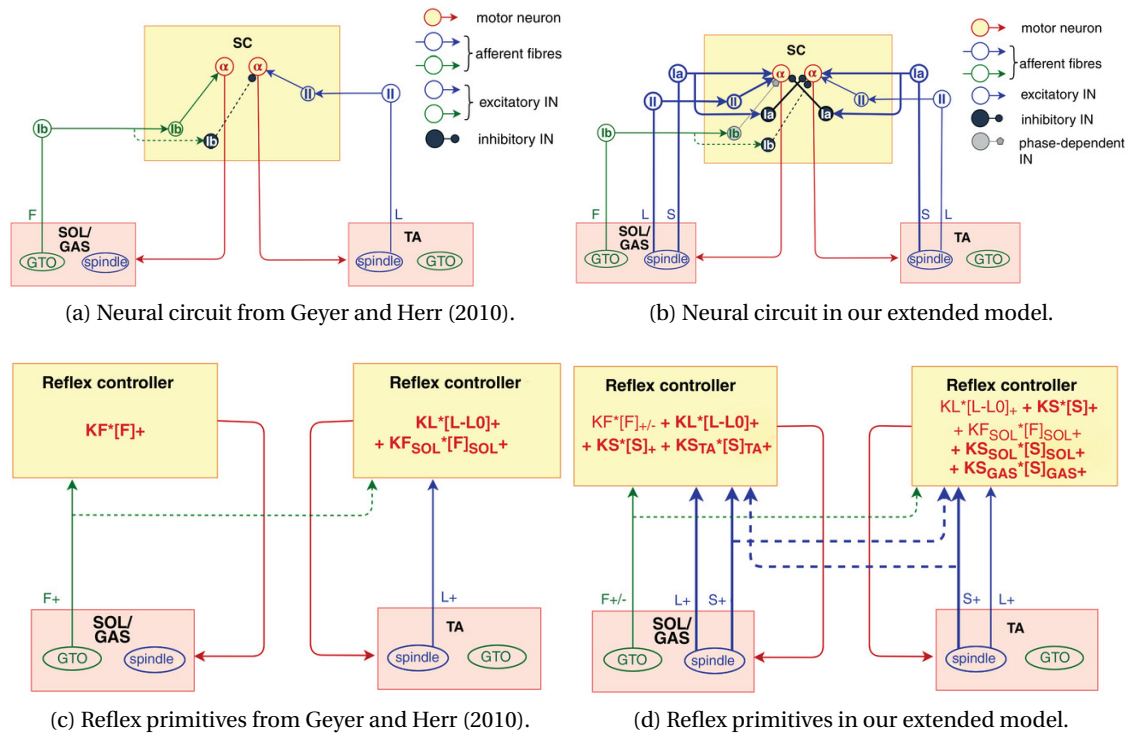 motor neuron
afferent fibres
excitatory IN
inhibitory IN
SC
α
α
II
II
Ib
Ib
Ib
F
L
SOL/
GAS
GTO
spindle
TA
spindle
GTO
(a) Neural circuit from Geyer and Herr (2010).
motor neuron
afferent fibres
excitatory IN
inhibitory IN
phase-dependent
IN
SC
Ia
α
α
Ia
II
II
II
II
Ia
Ia
Ib
Ib
Ib
F
L
S
S
L
SOL/
GAS
GTO
spindle
TA
spindle
GTO
(b) Neural circuit in our extended model.
Reflex controller
KF*[F]+
Reflex controller
KL*[L-L0]+
+ KFSOL*[F]SOL+
F+
L+
SOL/
GAS
GTO
spindle
TA
spindle
GTO
(c) Reflex primitives from Geyer and Herr (2010).
Reflex controller
KF*[F]+/- + KL*[L-L0]+
+ KS*[S]+ + KSTA*[S]TA+
Reflex controller
KL*[L-L0]+ + KS*[S]+
+ KFSOL*[F]SOL+
+ KSSOL*[S]SOL+
+ KSGAS*[S]GAS+
F+/-
L+
S+
S+
L+
SOL/
GAS
GTO
spindle
TA
spindle
GTO
(d) Reflex primitives in our extended model.